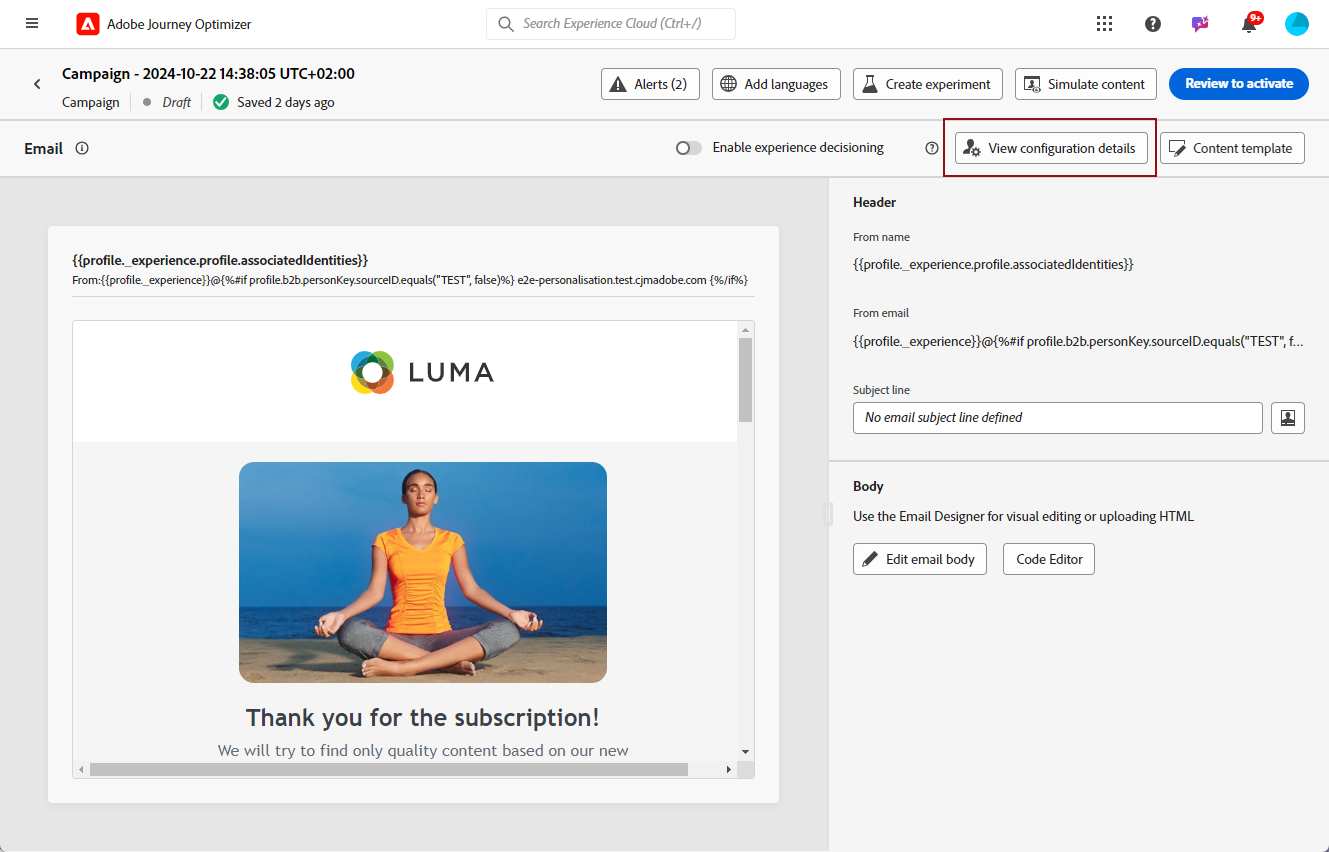 Adobe Journey Optimizer
Search Experience Cloud (Ctrl+/)
9+
Campaign - 2024-10-22 14:38:05 UTC+02:00
Campaign
Draft
Saved 2 days ago
Alerts (2)
Add languages
Create experiment
Simulate content
Review to activate
Email
Enable experience decisioning
View configuration details
Content template
{{profile._experience.profile.associatedIdentities}}
From:{{profile._experience}}@{%#if profile.b2b.personKey.sourceID.equals("TEST", false)%} e2e-personalisation.test.cjmadobe.com {%/if%}
LUMA
Thank you for the subscription!
We will try to find only quality content based on our new
Header
From name
{{profile._experience.profile.associatedIdentities}}
From email
{{profile._experience}}@{%#if profile.b2b.personKey.sourceID.equals("TEST", f...
Subject line
No email subject line defined
Body
Use the Email Designer for visual editing or uploading HTML
Edit email body
Code Editor